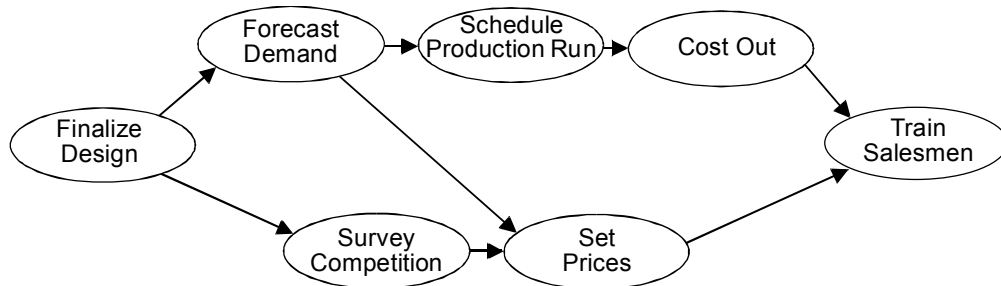 Finalize
Design
Forecast
Demand
Schedule
Production Run
Cost Out
Survey
Competition
Set
Prices
Train
Salesmen